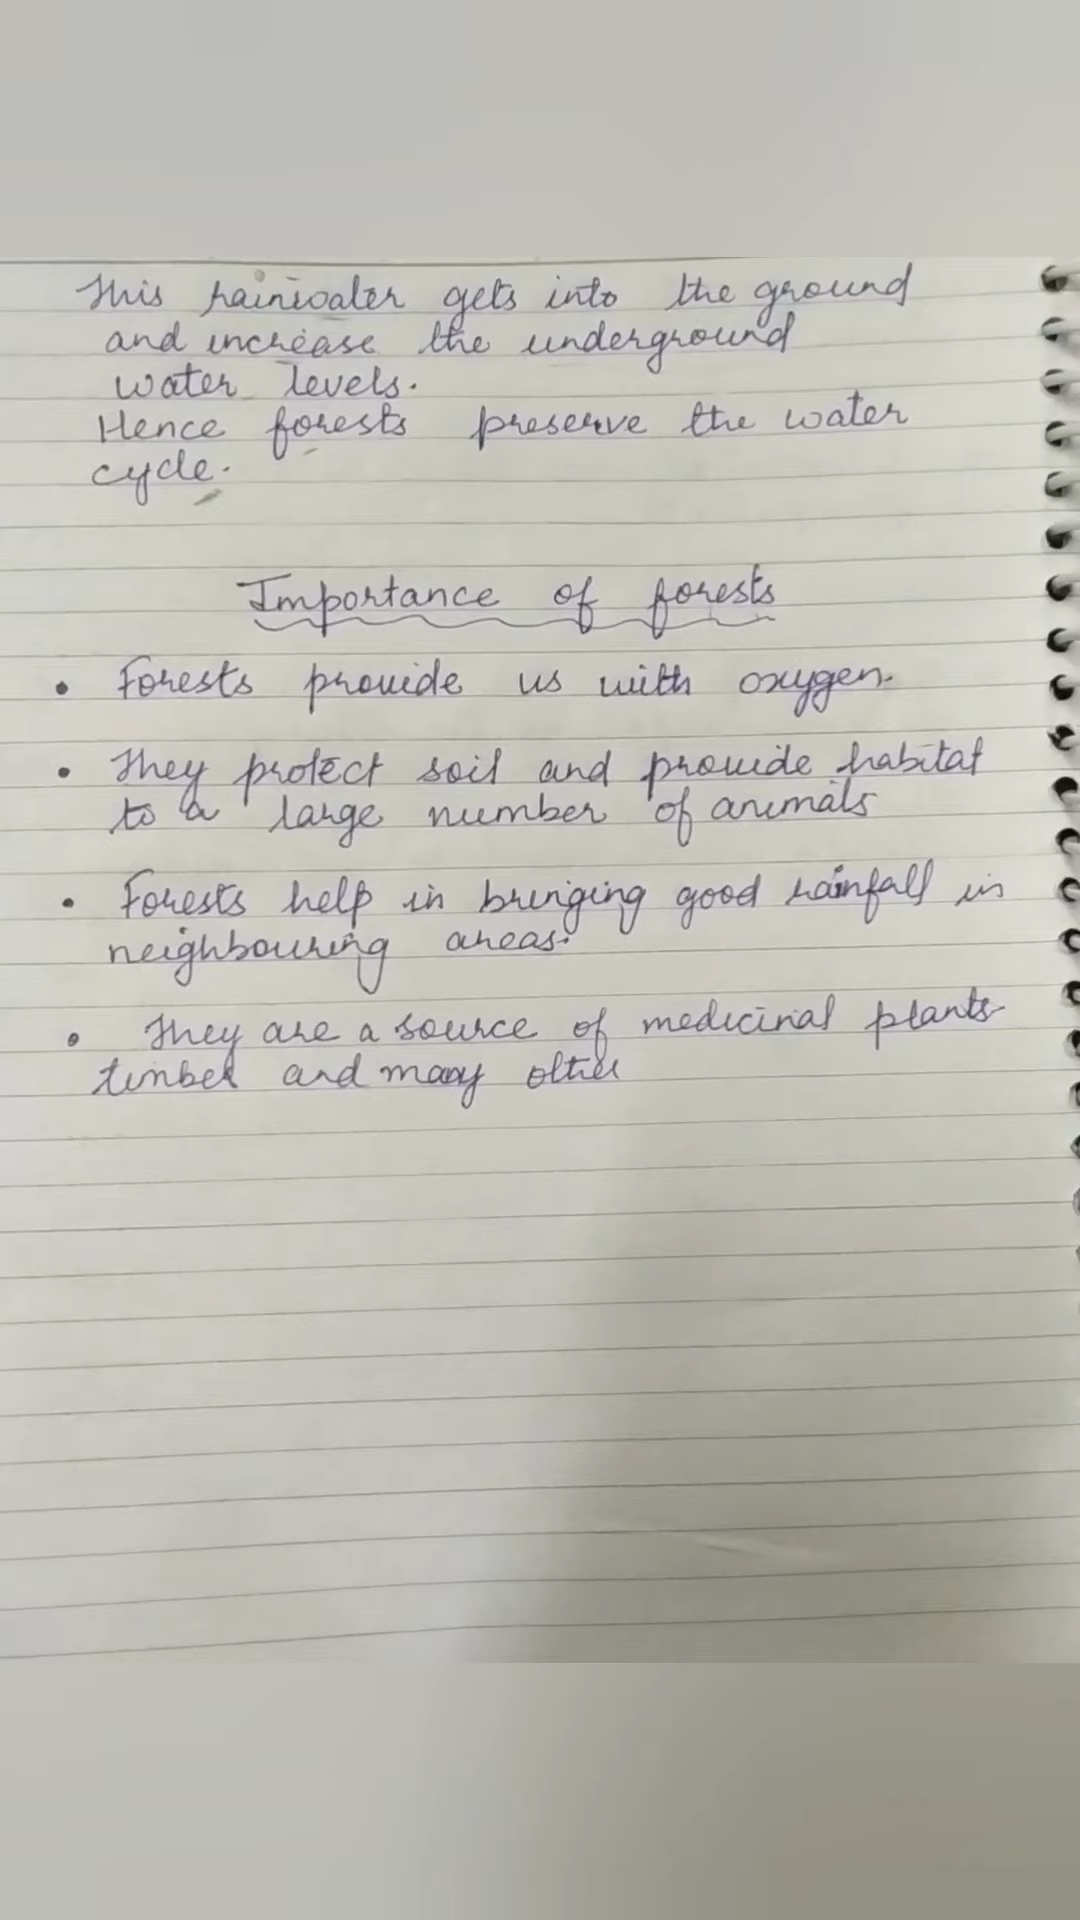 This rainwater gets into the ground
and increase the underground
water levels.
Hence forests preserve the water
cycle.
Importance of forests
• Forests provide us with oxygen.
• They protect soil and provide habitat
to a large number of animals
• Forests help in bringing good rainfall in
neighbouring areas.
• They are a source of medicinal plants
timber and many other